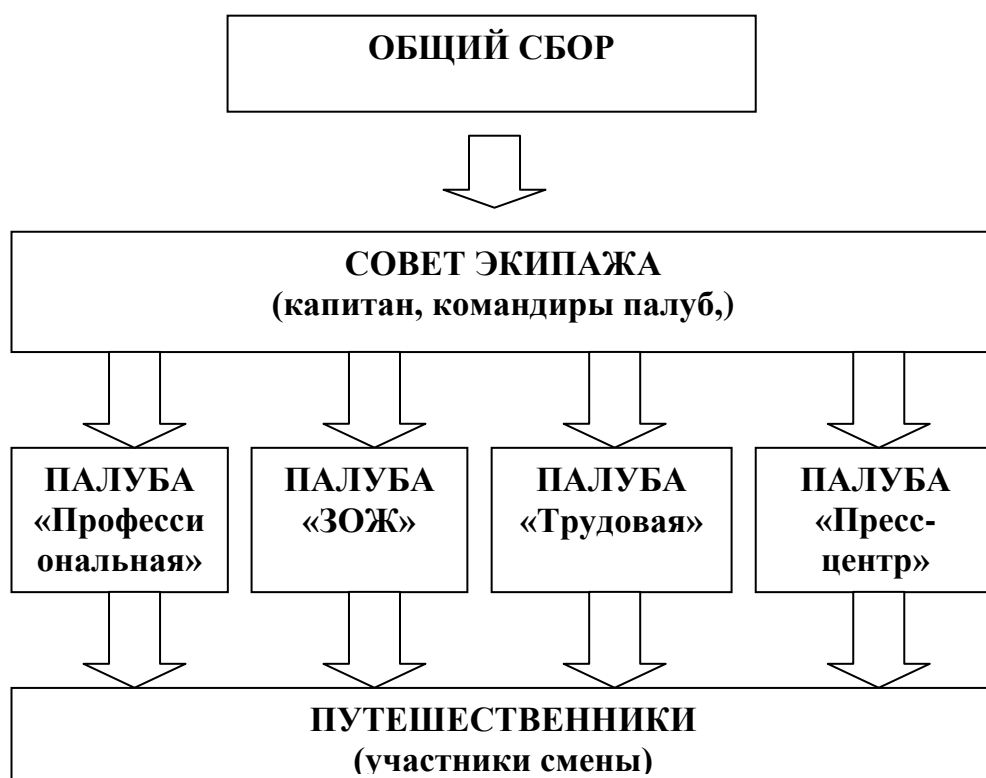 ОБЩИЙ СБОР
СОВЕТ ЭКИПАЖА
(капитан, командиры палуб,)
ПАЛУБА
«Професси
ональная»
ПАЛУБА
«ЗОЖ»
ПАЛУБА
«Трудовая»
ПАЛУБА
«Пресс-
центр»
ПУТЕШЕСТВЕННИКИ
(участники смены)